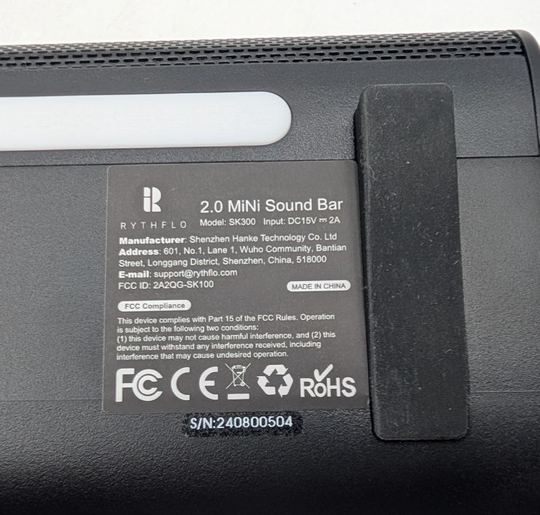 RYTHFLO
2.0 MiNi Sound Bar
Model: SK300 Input: DC15V⎓2A
Manufacturer: Shenzhen Hanke Technology Co. Ltd
Address: 601, No.1, Lane 1, Wuho Community, Bantian
Street, Longgang District, Shenzhen, China, 518000
E-mail: support@rythflo.com
FCC ID: 2A2QG-SK100
MADE IN CHINA
FCC Compliance
This device complies with Part 15 of the FCC Rules. Operation
is subject to the following two conditions:
(1) this device may not cause harmful interference, and (2) this
device must withstand any interference received, including
interference that may cause undesired operation.
FC CE RoHS
S/N:240800504